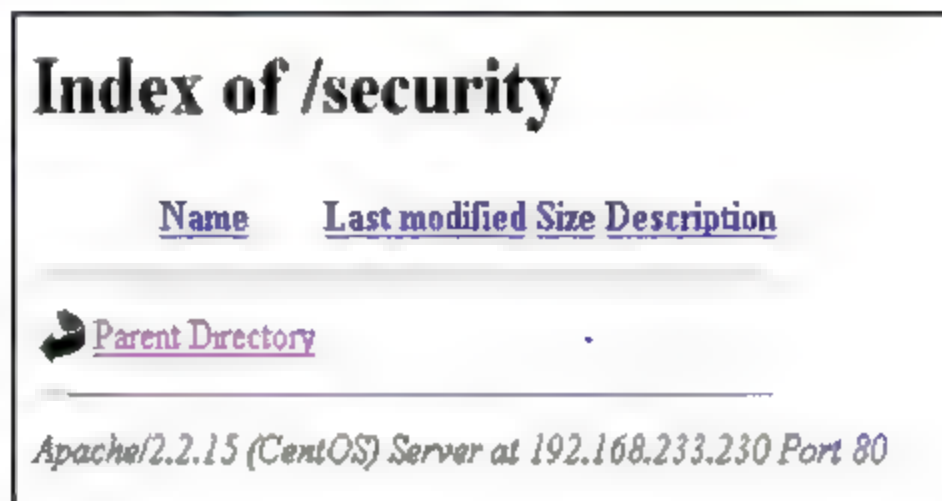 Index of /security
Name Last modified Size Description
Parent Directory -
Apache/2.2.15 (CentOS) Server at 192.168.233.230 Port 80